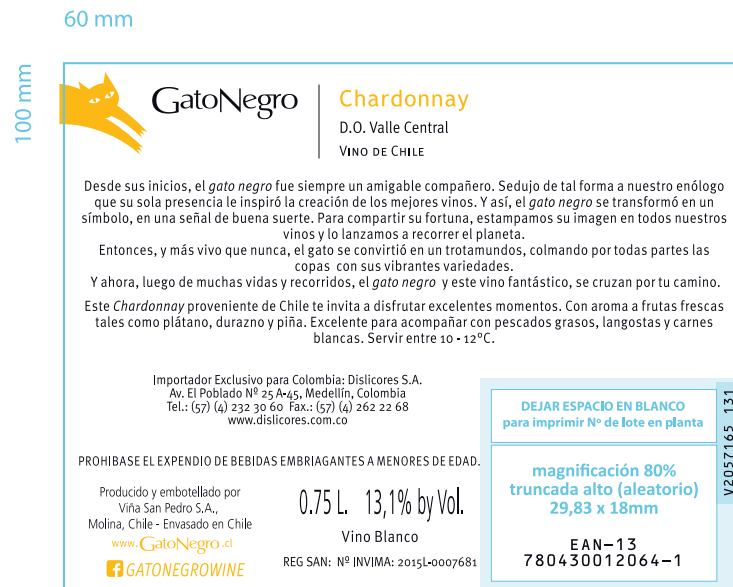 60 mm
100 mm
GatoNegro
Chardonnay
D.O. Valle Central
VINO DE CHILE
Desde sus inicios, el gato negro fue siempre un amigable compañero. Sedujo de tal forma a nuestro enólogo
que su sola presencia le inspiró la creación de los mejores vinos. Y así, el gato negro se transformó en un
símbolo, en una señal de buena suerte. Para compartir su fortuna, estampamos su imagen en todos nuestros
vinos y lo lanzamos a recorrer el planeta.
Entonces, y más vivo que nunca, el gato se convirtió en un trotamundos, colmando por todas partes las
copas con sus vibrantes variedades.
Y ahora, luego de muchas vidas y recorridos, el gato negro y este vino fantástico, se cruzan por tu camino.
Este Chardonnay proveniente de Chile te invita a disfrutar excelentes momentos. Con aroma a frutas frescas
tales como plátano, durazno y piña. Excelente para acompañar con pescados grasos, langostas y carnes
blancas. Servir entre 10 - 12°C.
Importador Exclusivo para Colombia: Dislicores S.A.
Av. El Poblado Nº 25 A-45, Medellín, Colombia
Tel.: (57) (4) 232 30 60 Fax.: (57) (4) 262 22 68
www.dislicores.com.co
PROHIBASE EL EXPENDIO DE BEBIDAS EMBRIAGANTES A MENORES DE EDAD.
Producido y embotellado por
Viña San Pedro S.A.,
Molina, Chile - Envasado en Chile
www.GatoNegro.cl
f GATONEGROWINE
0.75 L. 13,1% by Vol.
Vino Blanco
REG SAN: Nº INVIMA: 2015L-0007681
DEJAR ESPACIO EN BLANCO
para imprimir Nº de lote en planta
magnificación 80%
truncada alto (aleatorio)
29,83 x 18mm
EAN-13
780430012064-1
V2057165 131